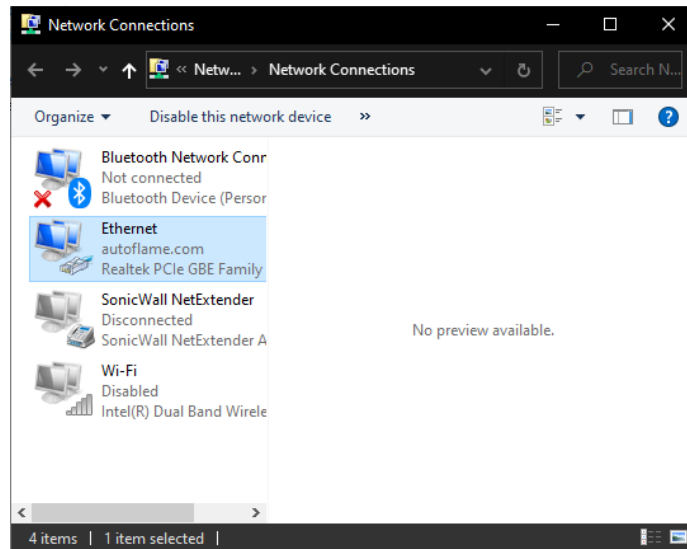 Network Connections
« Netw... › Network Connections
Search N...
Organize
Disable this network device
»
Bluetooth Network Conr
Not connected
Bluetooth Device (Persor
Ethernet
autoflame.com
Realtek PCIe GBE Family
SonicWall NetExtender
Disconnected
SonicWall NetExtender A
Wi-Fi
Disabled
Intel(R) Dual Band Wirele
No preview available.
4 items | 1 item selected |